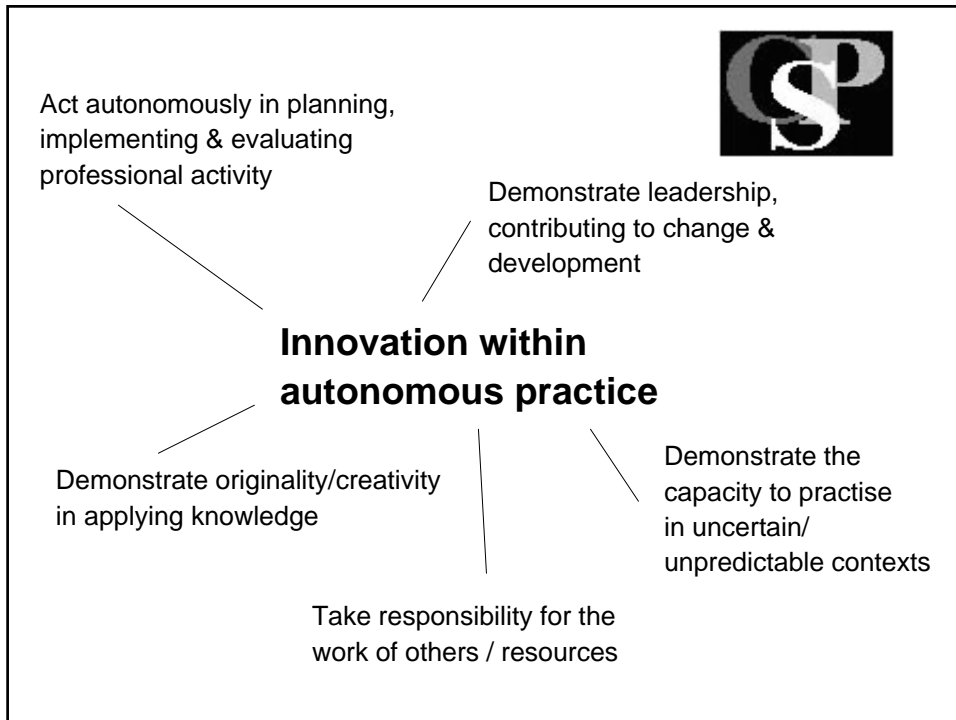 CSP
Act autonomously in planning,
implementing & evaluating
professional activity
Demonstrate leadership,
contributing to change &
development
Innovation within
autonomous practice
Demonstrate originality/creativity
in applying knowledge
Demonstrate the
capacity to practise
in uncertain/
unpredictable contexts
Take responsibility for the
work of others / resources